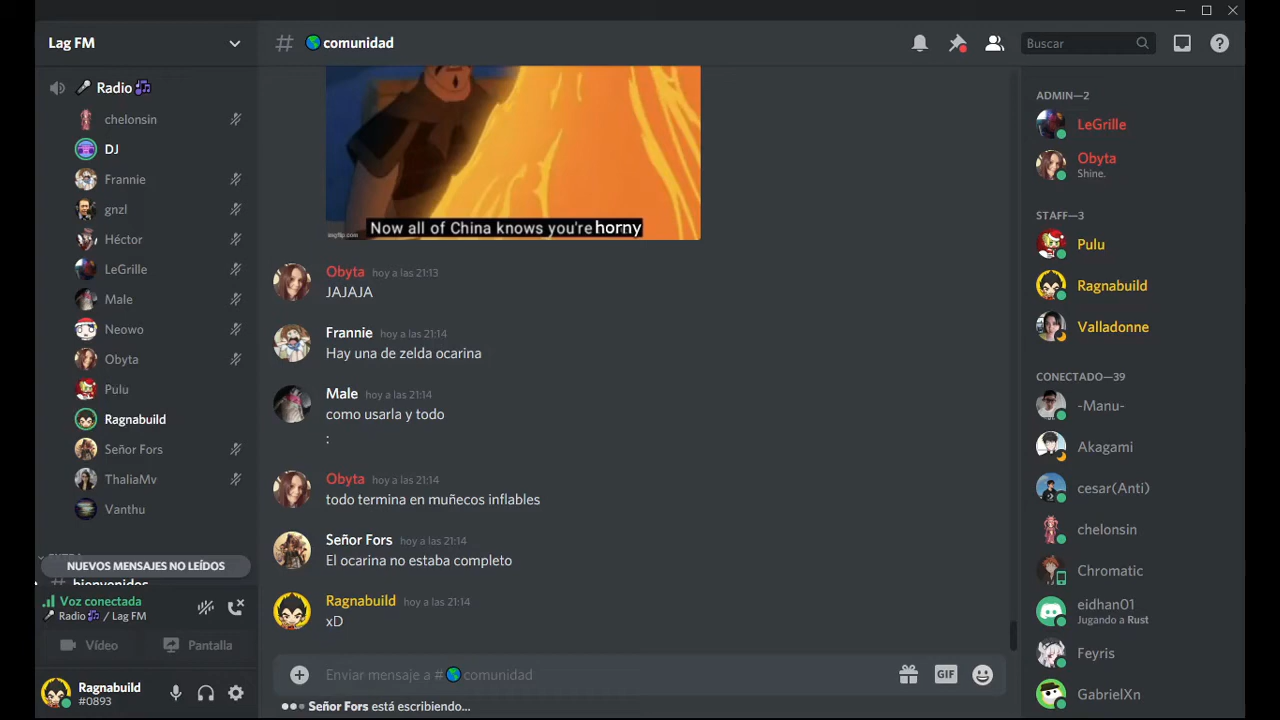 Lag FM
Radio
chelonsin
DJ
Frannie
gnzl
Héctor
LeGrille
Male
Neowo
Obyta
Pulu
Ragnabuild
Señor Fors
ThaliaMv
Vanthu
NUEVOS MENSAJES NO LEÍDOS
# bienvenidos
Voz conectada
Radio / Lag FM
Vídeo
Pantalla
Ragnabuild
#0893
# comunidad
Buscar
Now all of China knows you're horny
imgflip.com
Obyta hoy a las 21:13
JAJAJA
Frannie hoy a las 21:14
Hay una de zelda ocarina
Male hoy a las 21:14
como usarla y todo
:
Obyta hoy a las 21:14
todo termina en muñecos inflables
Señor Fors hoy a las 21:14
El ocarina no estaba completo
Ragnabuild hoy a las 21:14
xD
Enviar mensaje a # comunidad
GIF
Señor Fors está escribiendo...
ADMIN—2
LeGrille
Obyta
Shine.
STAFF—3
Pulu
Ragnabuild
Valladonne
CONECTADO—39
-Manu-
Akagami
cesar(Anti)
chelonsin
Chromatic
eidhan01
Jugando a Rust
Feyris
GabrielXn